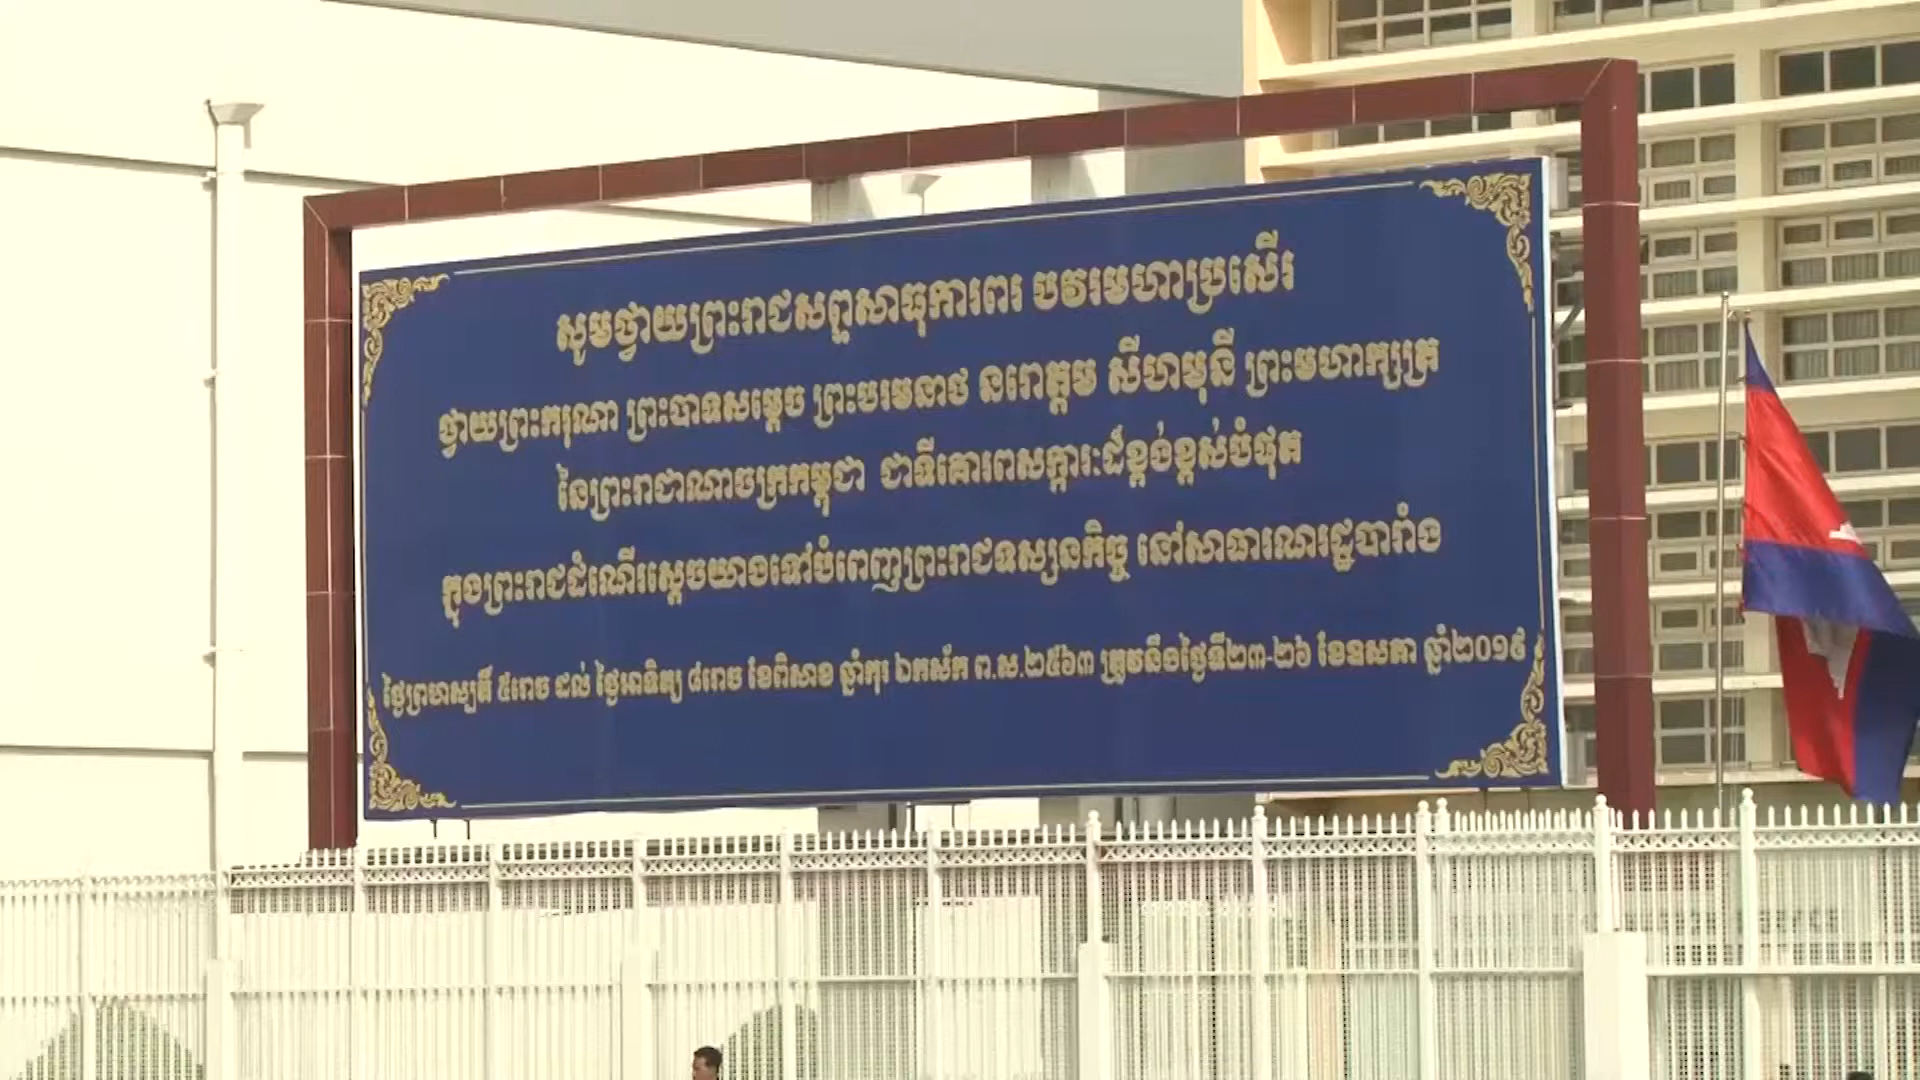 សូមថ្វាយព្រះរាជសព្ទសាធុការពរ បវរមហាប្រសើរ
ថ្វាយព្រះករុណា ព្រះបាទសម្តេច ព្រះបរមនាថ នរោត្តម សីហមុនី ព្រះមហាក្សត្រ
នៃព្រះរាជាណាចក្រកម្ពុជា ជាទីគោរពសក្ការៈដ៏ខ្ពង់ខ្ពស់បំផុត
ក្នុងព្រះរាជដំណើរស្តេចយាងទៅបំពេញព្រះរាជទស្សនកិច្ច នៅសាធារណរដ្ឋបារាំង
ថ្ងៃព្រហស្បតិ៍ ៥រោច ដល់ ថ្ងៃអាទិត្យ ៨រោច ខែពិសាខ ឆ្នាំកុរ ឯកស័ក ព.ស.២៥៦៣ ត្រូវនឹងថ្ងៃទី២៣-២៦ ខែឧសភា ឆ្នាំ២០១៩